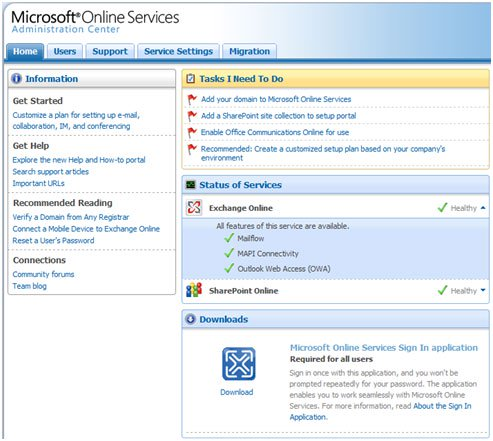 Microsoft® Online Services
Administration Center
Home
Users
Support
Service Settings
Migration
Information
Get Started
Customize a plan for setting up e-mail,
collaboration, IM, and conferencing
Get Help
Explore the new Help and How-to portal
Search support articles
Important URLs
Recommended Reading
Verify a Domain from Any Registrar
Connect a Mobile Device to Exchange Online
Reset a User's Password
Connections
Community forums
Team blog
Tasks I Need To Do
Add your domain to Microsoft Online Services
Add a SharePoint site collection to setup portal
Enable Office Communications Online for use
Recommended: Create a customized setup plan based on your company's
environment
Status of Services
Exchange Online
Healthy
All features of this service are available.
Mailflow
MAPI Connectivity
Outlook Web Access (OWA)
SharePoint Online
Healthy
Downloads
Download
Microsoft Online Services Sign In application
Required for all users
Sign in once with this application, and you won't be
prompted repeatedly for your password. The application
enables you to work seamlessly with Microsoft Online
Services. For more information, read About the Sign In
Application.